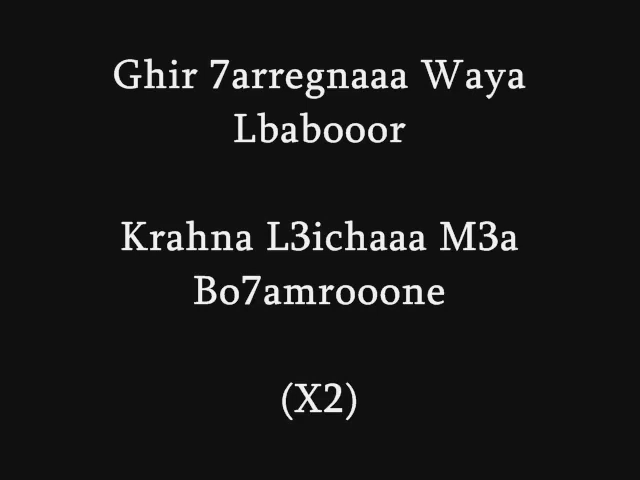 Ghir 7arregnaaa Waya
Lbabooor
Krahna L3ichaaa M3a
Bo7amrooone
(X2)